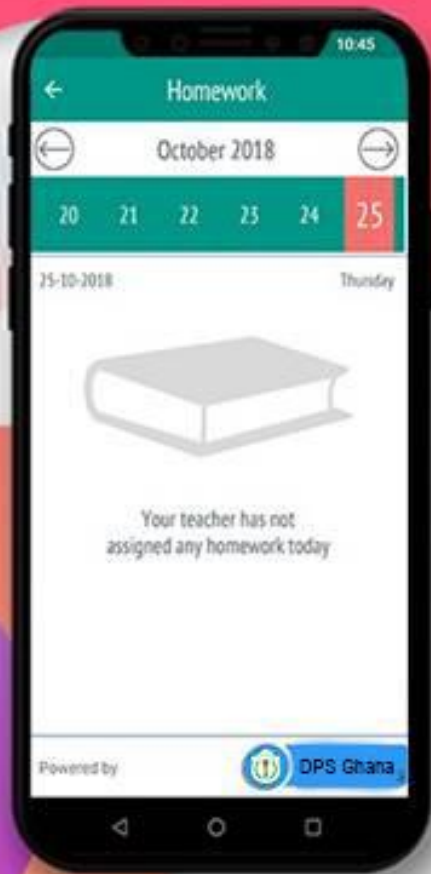 10:45
Homework
October 2018
20 21 22 23 24 25
25-10-2018 Thursday
Your teacher has not
assigned any homework today
Powered by DPS Ghana